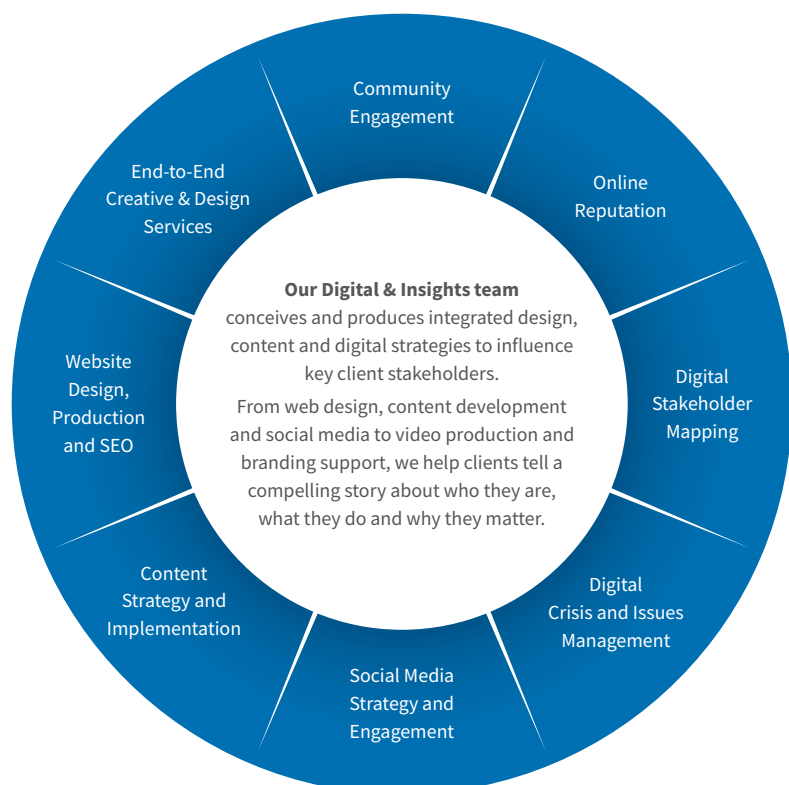 Community
Engagement
Online
Reputation
Digital
Stakeholder
Mapping
Digital
Crisis and Issues
Management
Social Media
Strategy and
Engagement
Content
Strategy and
Implementation
Website
Design,
Production
and SEO
End-to-End
Creative & Design
Services
Our Digital & Insights team
conceives and produces integrated design,
content and digital strategies to influence
key client stakeholders.
From web design, content development
and social media to video production and
branding support, we help clients tell a
compelling story about who they are,
what they do and why they matter.